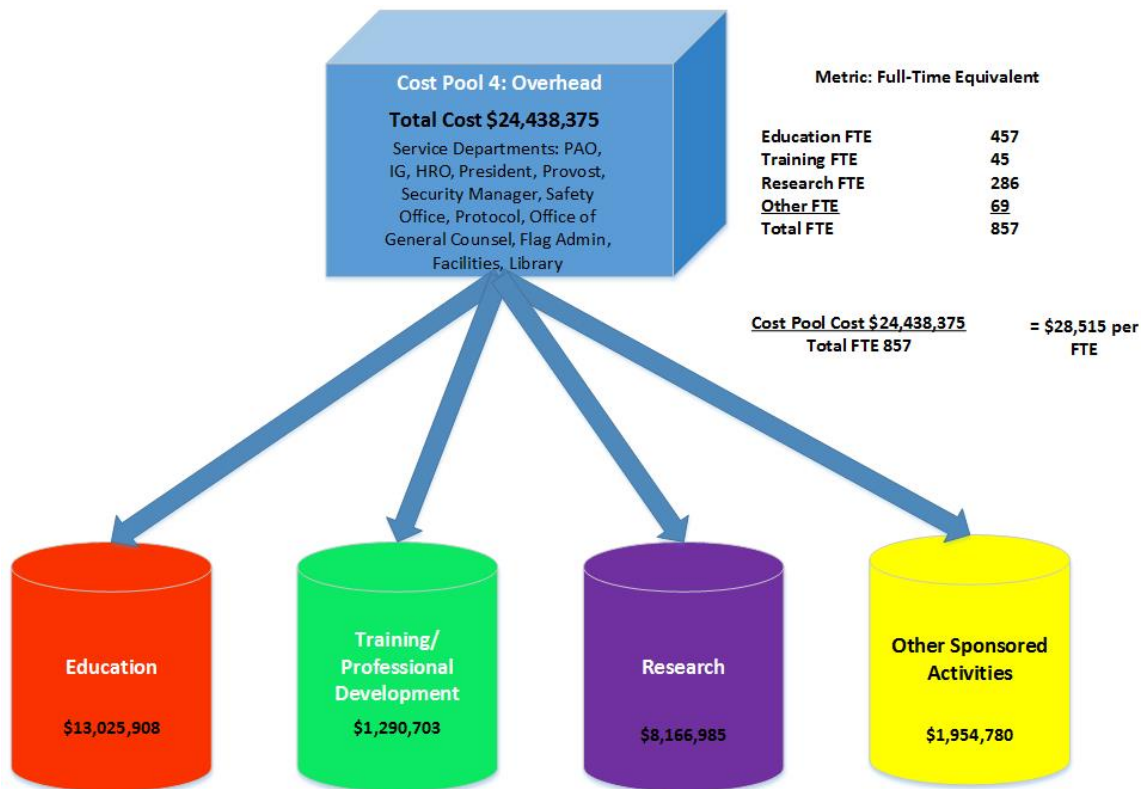 Cost Pool 4: Overhead
Total Cost $24,438,375
Service Departments: PAO,
IG, HRO, President, Provost,
Security Manager, Safety
Office, Protocol, Office of
General Counsel, Flag Admin,
Facilities, Library
Metric: Full-Time Equivalent
Education FTE 457
Training FTE 45
Research FTE 286
Other FTE 69
Total FTE 857
Cost Pool Cost $24,438,375 = $28,515 per
Total FTE 857 FTE
Education
$13,025,908
Training/
Professional
Development
$1,290,703
Research
$8,166,985
Other Sponsored
Activities
$1,954,780